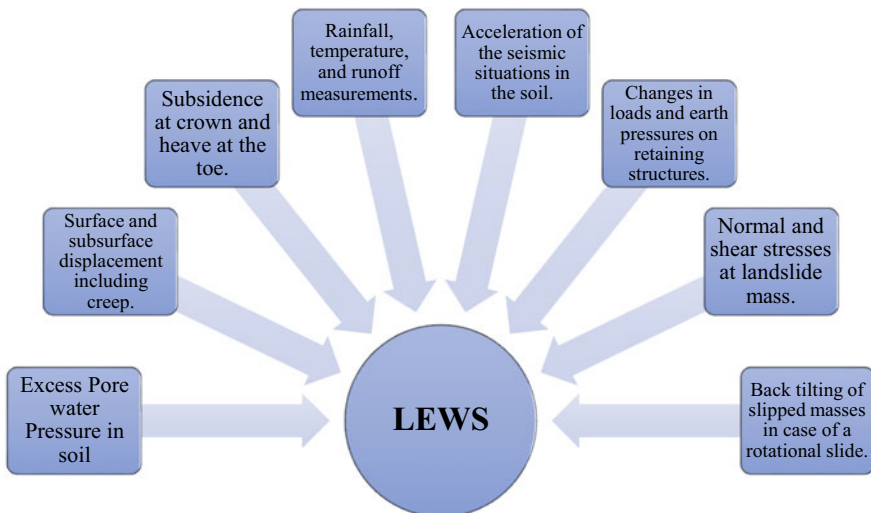 Excess Pore
water
Pressure in
soil
Surface and
subsurface
displacement
including
creep.
Subsidence
at crown and
heave at the
toe.
Rainfall,
temperature,
and runoff
measurements.
Acceleration of
the seismic
situations in
the soil.
Changes in
loads and earth
pressures on
retaining
structures.
Normal and
shear stresses
at landslide
mass.
Back tilting of
slipped masses
in case of a
rotational slide.
LEWS